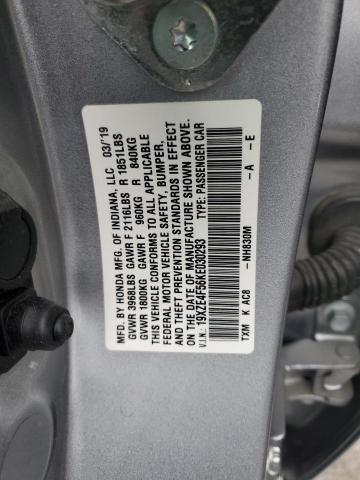 MFD. BY HONDA MFG. OF INDIANA, LLC 03/'19
GVWR 3968LBS GAWR F 2116LBS R 1851LBS
GVWR 1800KG GAWR F 960KG R 840KG
THIS VEHICLE CONFORMS TO ALL APPLICABLE
FEDERAL MOTOR VEHICLE SAFETY, BUMPER,
AND THEFT PREVENTION STANDARDS IN EFFECT
ON THE DATE OF MANUFACTURE SHOWN ABOVE.
V.I.N.: 19XZE4F56KE030293 TYPE: PASSENGER CAR
TXM K AC8 -NH830M -A -E